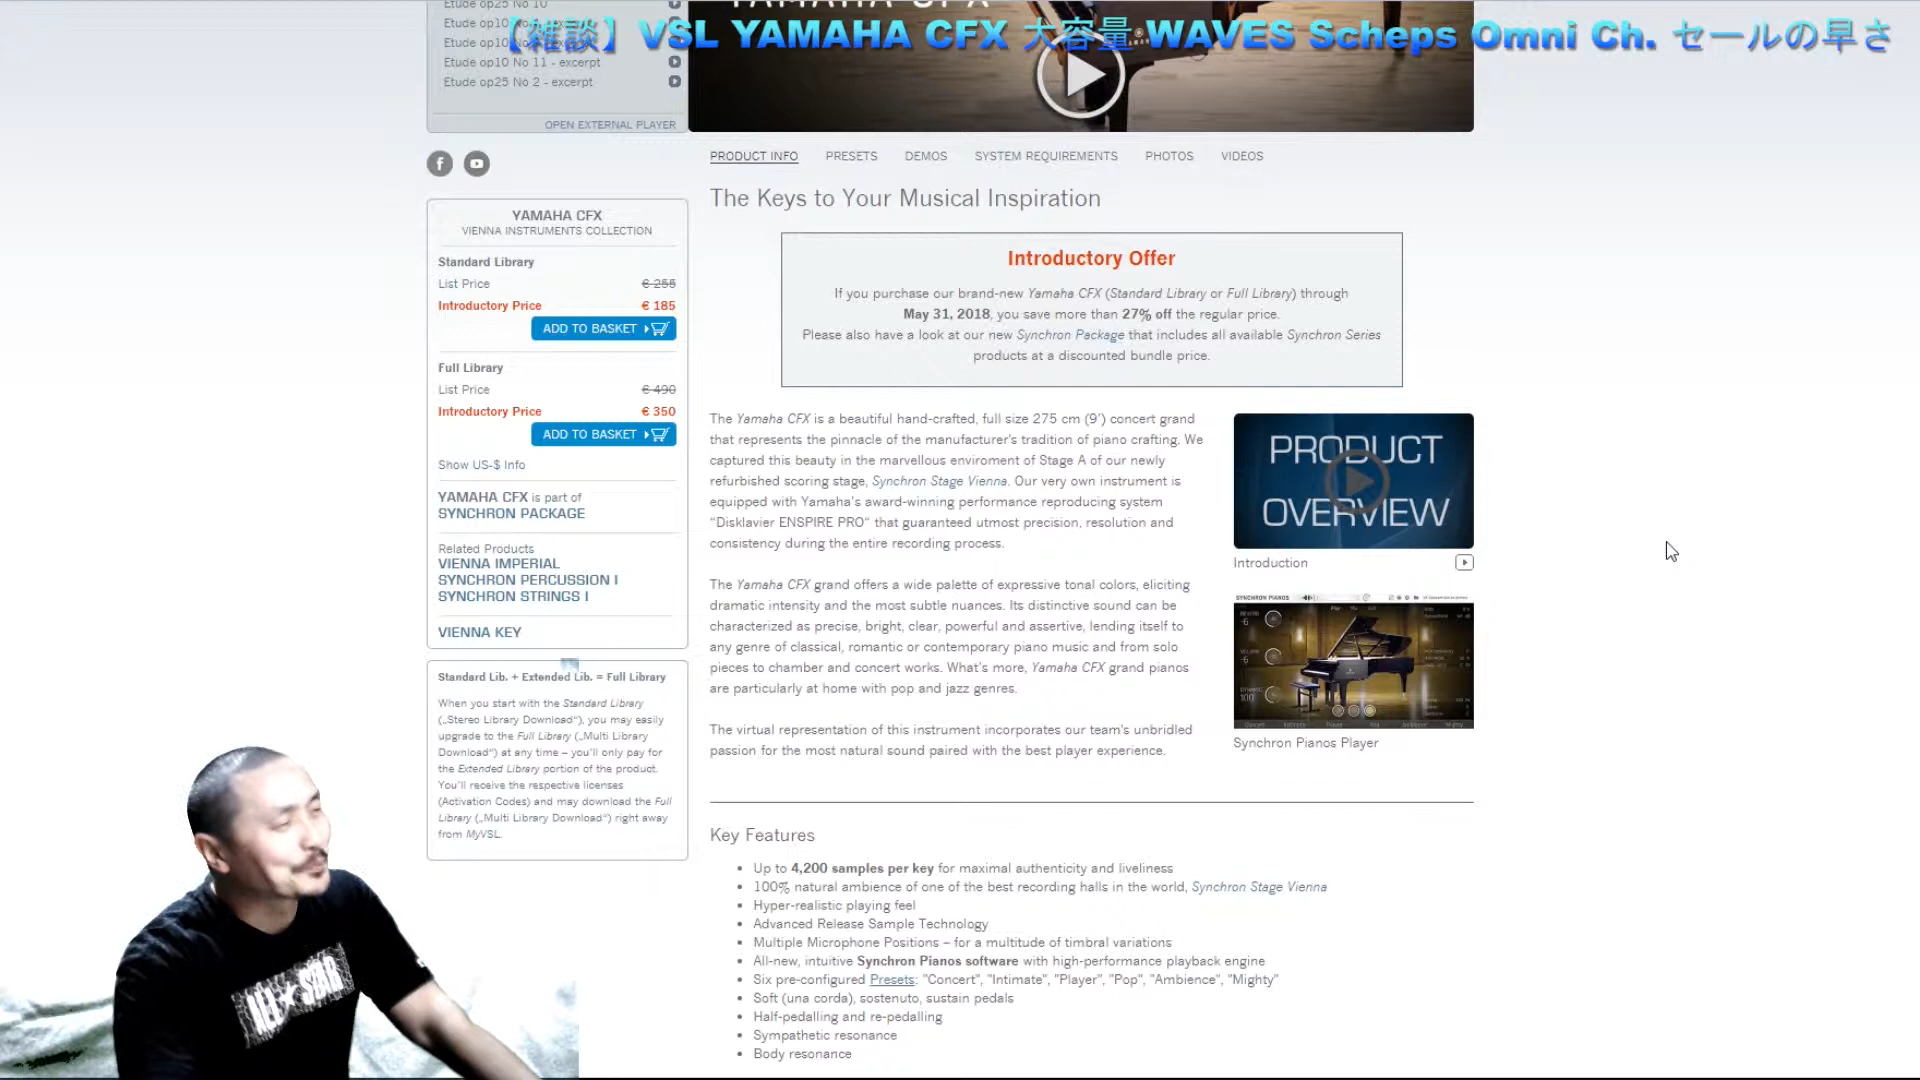 【雑談】VSL YAMAHA CFX 大容量 WAVES Scheps Omni Ch. セールの早さ
Etude op25 No 10
Etude op10
Etude op10
Etude op10 No 11 - excerpt
Etude op25 No 2 - excerpt
OPEN EXTERNAL PLAYER
YAMAHA CFX
VIENNA INSTRUMENTS COLLECTION
Standard Library
List Price € 255
Introductory Price € 185
ADD TO BASKET
Full Library
List Price € 490
Introductory Price € 350
ADD TO BASKET
Show US-$ Info
YAMAHA CFX is part of
SYNCHRON PACKAGE
Related Products
VIENNA IMPERIAL
SYNCHRON PERCUSSION I
SYNCHRON STRINGS I
VIENNA KEY
Standard Lib. + Extended Lib. = Full Library
When you start with the Standard Library
(„Stereo Library Download“), you may easily
upgrade to the Full Library („Multi Library
Download“) at any time – you'll only pay for
the Extended Library portion of the product.
You'll receive the respective licenses
(Activation Codes) and may download the Full
Library („Multi Library Download“) right away
from MyVSL.
PRODUCT INFO PRESETS DEMOS SYSTEM REQUIREMENTS PHOTOS VIDEOS
The Keys to Your Musical Inspiration
Introductory Offer
If you purchase our brand-new Yamaha CFX (Standard Library or Full Library) through
May 31, 2018, you save more than 27% off the regular price.
Please also have a look at our new Synchron Package that includes all available Synchron Series
products at a discounted bundle price.
The Yamaha CFX is a beautiful hand-crafted, full size 275 cm (9') concert grand
that represents the pinnacle of the manufacturer's tradition of piano crafting. We
captured this beauty in the marvellous enviroment of Stage A of our newly
refurbished scoring stage, Synchron Stage Vienna. Our very own instrument is
equipped with Yamaha's award-winning performance reproducing system
“Disklavier ENSPIRE PRO“ that guaranteed utmost precision, resolution and
consistency during the entire recording process.
The Yamaha CFX grand offers a wide palette of expressive tonal colors, eliciting
dramatic intensity and the most subtle nuances. Its distinctive sound can be
characterized as precise, bright, clear, powerful and assertive, lending itself to
any genre of classical, romantic or contemporary piano music and from solo
pieces to chamber and concert works. What's more, Yamaha CFX grand pianos
are particularly at home with pop and jazz genres.
The virtual representation of this instrument incorporates our team's unbridled
passion for the most natural sound paired with the best player experience.
PRODUCT
OVERVIEW
Introduction
SYNCHRON PIANOS
Synchron Pianos Player
Key Features
Up to 4,200 samples per key for maximal authenticity and liveliness
100% natural ambience of one of the best recording halls in the world, Synchron Stage Vienna
Hyper-realistic playing feel
Advanced Release Sample Technology
Multiple Microphone Positions – for a multitude of timbral variations
All-new, intuitive Synchron Pianos software with high-performance playback engine
Six pre-configured Presets: "Concert", "Intimate", "Player", "Pop", "Ambience", "Mighty"
Soft (una corda), sostenuto, sustain pedals
Half-pedalling and re-pedalling
Sympathetic resonance
Body resonance
ALL★STAR